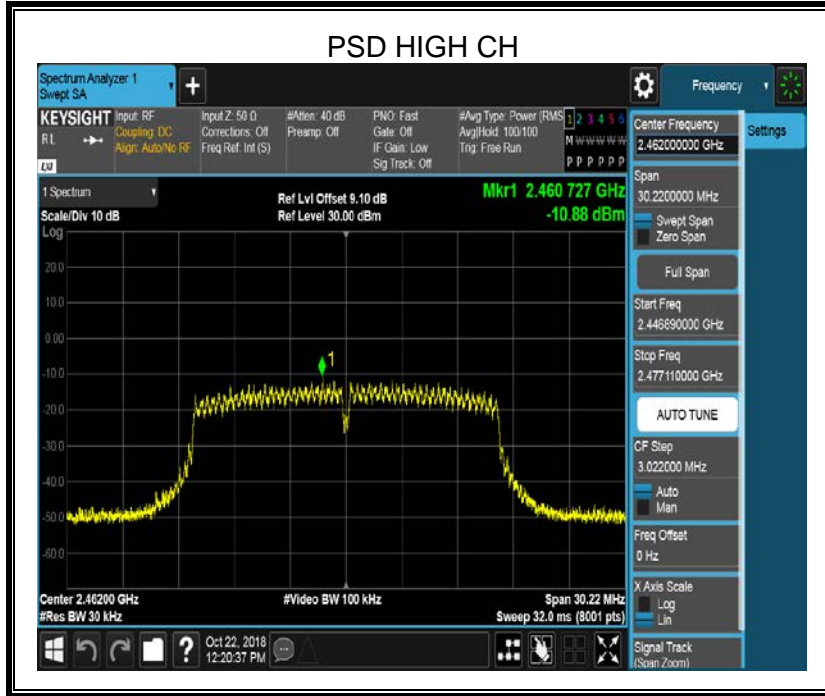 PSD HIGH CH
Spectrum Analyzer 1
Swept SA
Frequency
KEYSIGHT
RL
Input: RF
Coupling: DC
Align: Auto/No RF
Input Z: 50 Ω
Corrections: Off
Freq Ref: Int (S)
#Atten: 40 dB
Preamp: Off
PNO: Fast
Gate: Off
IF Gain: Low
Sig Track: Off
#Avg Type: Power (RMS
Avg|Hold: 100/100
Trig: Free Run
1 2 3 4 5 6
M W W W W W
P P P P P P
Center Frequency
2.462000000 GHz
Settings
1 Spectrum
Ref Lvl Offset 9.10 dB
Mkr1 2.460 727 GHz
Scale/Div 10 dB
Ref Level 30.00 dBm
-10.88 dBm
Log
Span
30.2200000 MHz
Swept Span
Zero Span
Full Span
Start Freq
2.446890000 GHz
Stop Freq
2.477110000 GHz
AUTO TUNE
CF Step
3.022000 MHz
Auto
Man
Freq Offset
0 Hz
X Axis Scale
Log
Lin
Signal Track
(Span Zoom)
20.0
10.0
0.00
-10.0
-20.0
-30.0
-40.0
-50.0
-60.0
1
Center 2.46200 GHz
#Video BW 100 kHz
Span 30.22 MHz
#Res BW 30 kHz
Sweep 32.0 ms (8001 pts)
?
Oct 22, 2018
12:20:37 PM